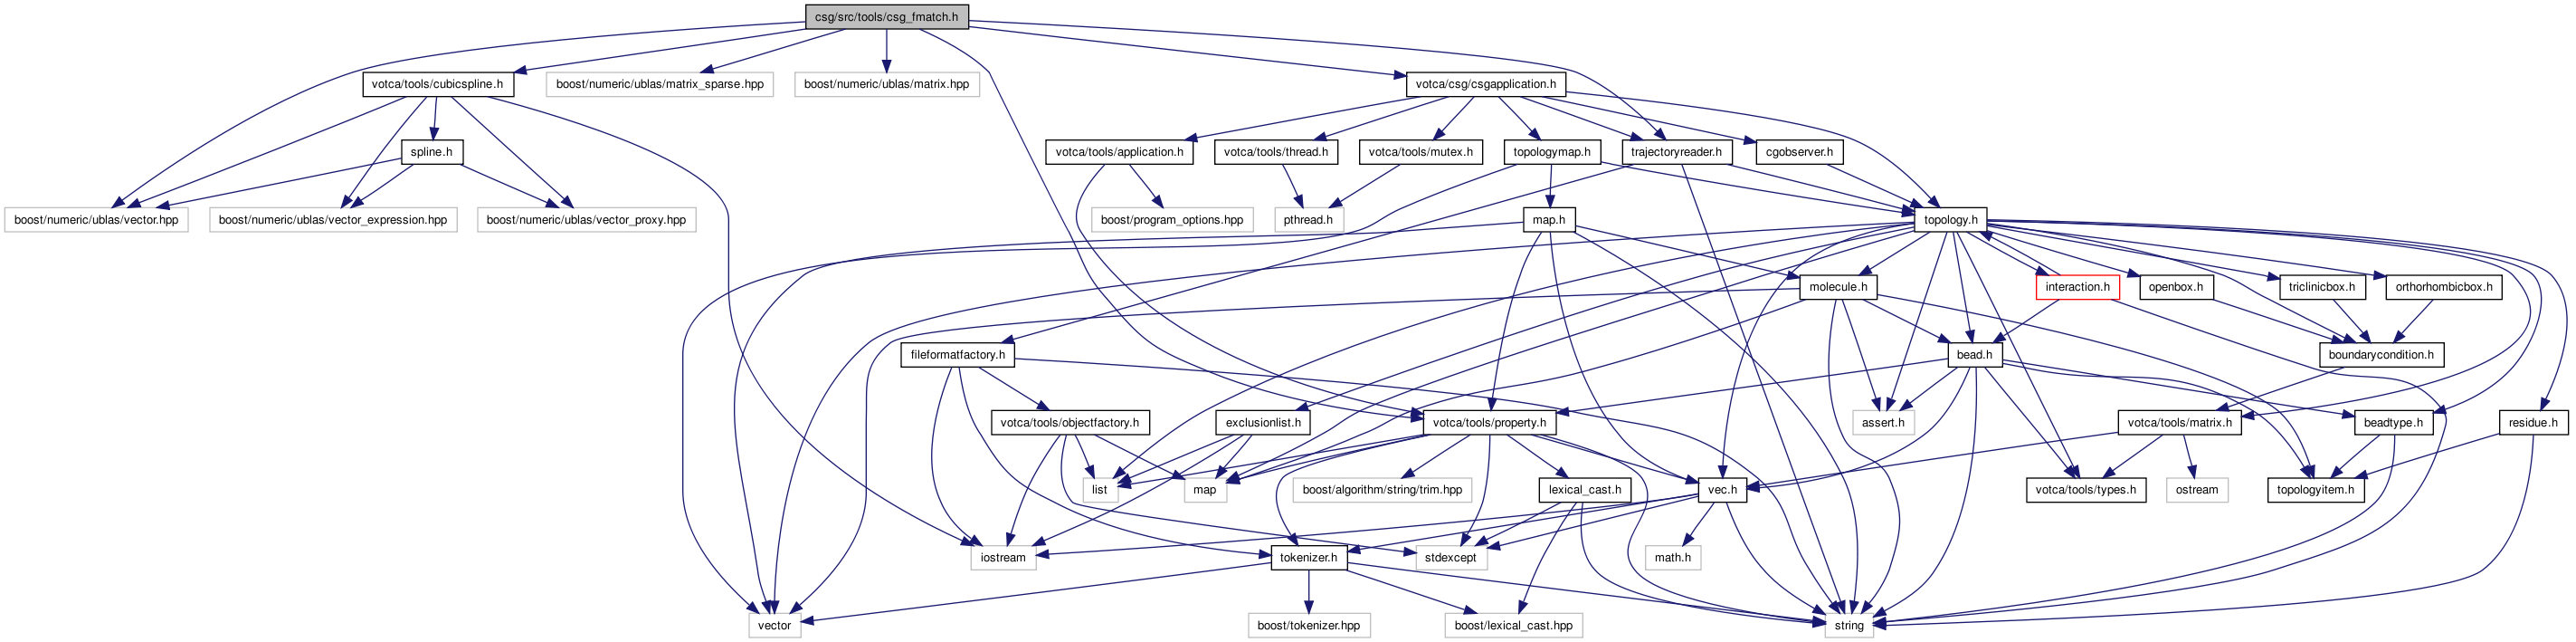 csg/src/tools/csg_fmatch.h
votca/tools/cubicspline.h
boost/numeric/ublas/matrix_sparse.hpp
boost/numeric/ublas/matrix.hpp
votca/csg/csgapplication.h
spline.h
votca/tools/application.h
votca/tools/thread.h
votca/tools/mutex.h
topologymap.h
trajectoryreader.h
cgobserver.h
boost/numeric/ublas/vector.hpp
boost/numeric/ublas/vector_expression.hpp
boost/numeric/ublas/vector_proxy.hpp
boost/program_options.hpp
pthread.h
map.h
topology.h
molecule.h
interaction.h
openbox.h
triclinicbox.h
orthorhombicbox.h
fileformatfactory.h
bead.h
boundarycondition.h
votca/tools/objectfactory.h
exclusionlist.h
votca/tools/property.h
assert.h
votca/tools/matrix.h
beadtype.h
residue.h
list
map
boost/algorithm/string/trim.hpp
lexical_cast.h
vec.h
votca/tools/types.h
ostream
topologyitem.h
iostream
tokenizer.h
stdexcept
math.h
vector
boost/tokenizer.hpp
boost/lexical_cast.hpp
string